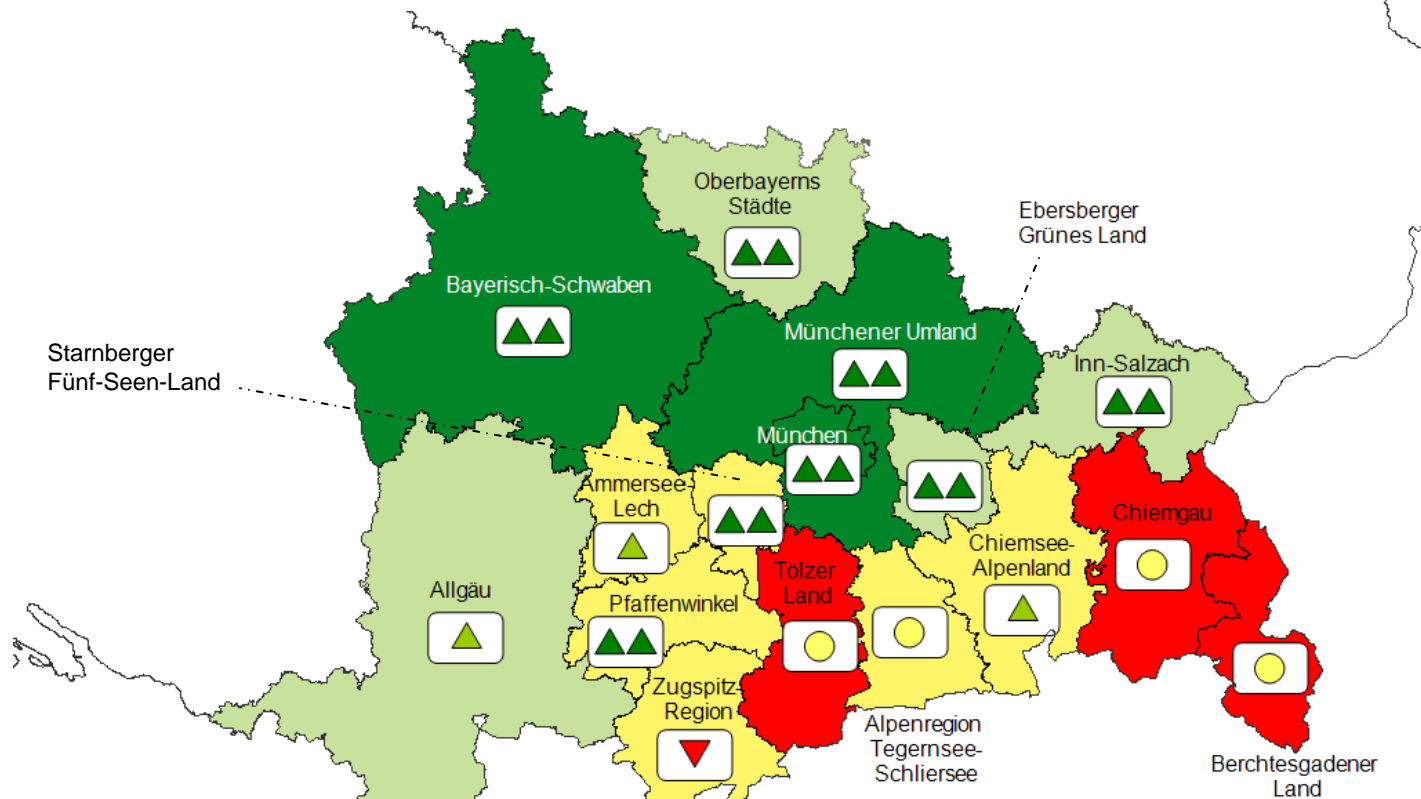 Oberbayerns
Städte
Ebersberger
Grünes Land
Bayerisch-Schwaben
Münchener Umland
Starnberger
Fünf-Seen-Land
Inn-Salzach
München
Ammersee-
Lech
Chiemgau
Chiemsee-
Alpenland
Tölzer
Land
Allgäu
Pfaffenwinkel
Zugspitz-
Region
Alpenregion
Tegernsee-
Schliersee
Berchtesgadener
Land